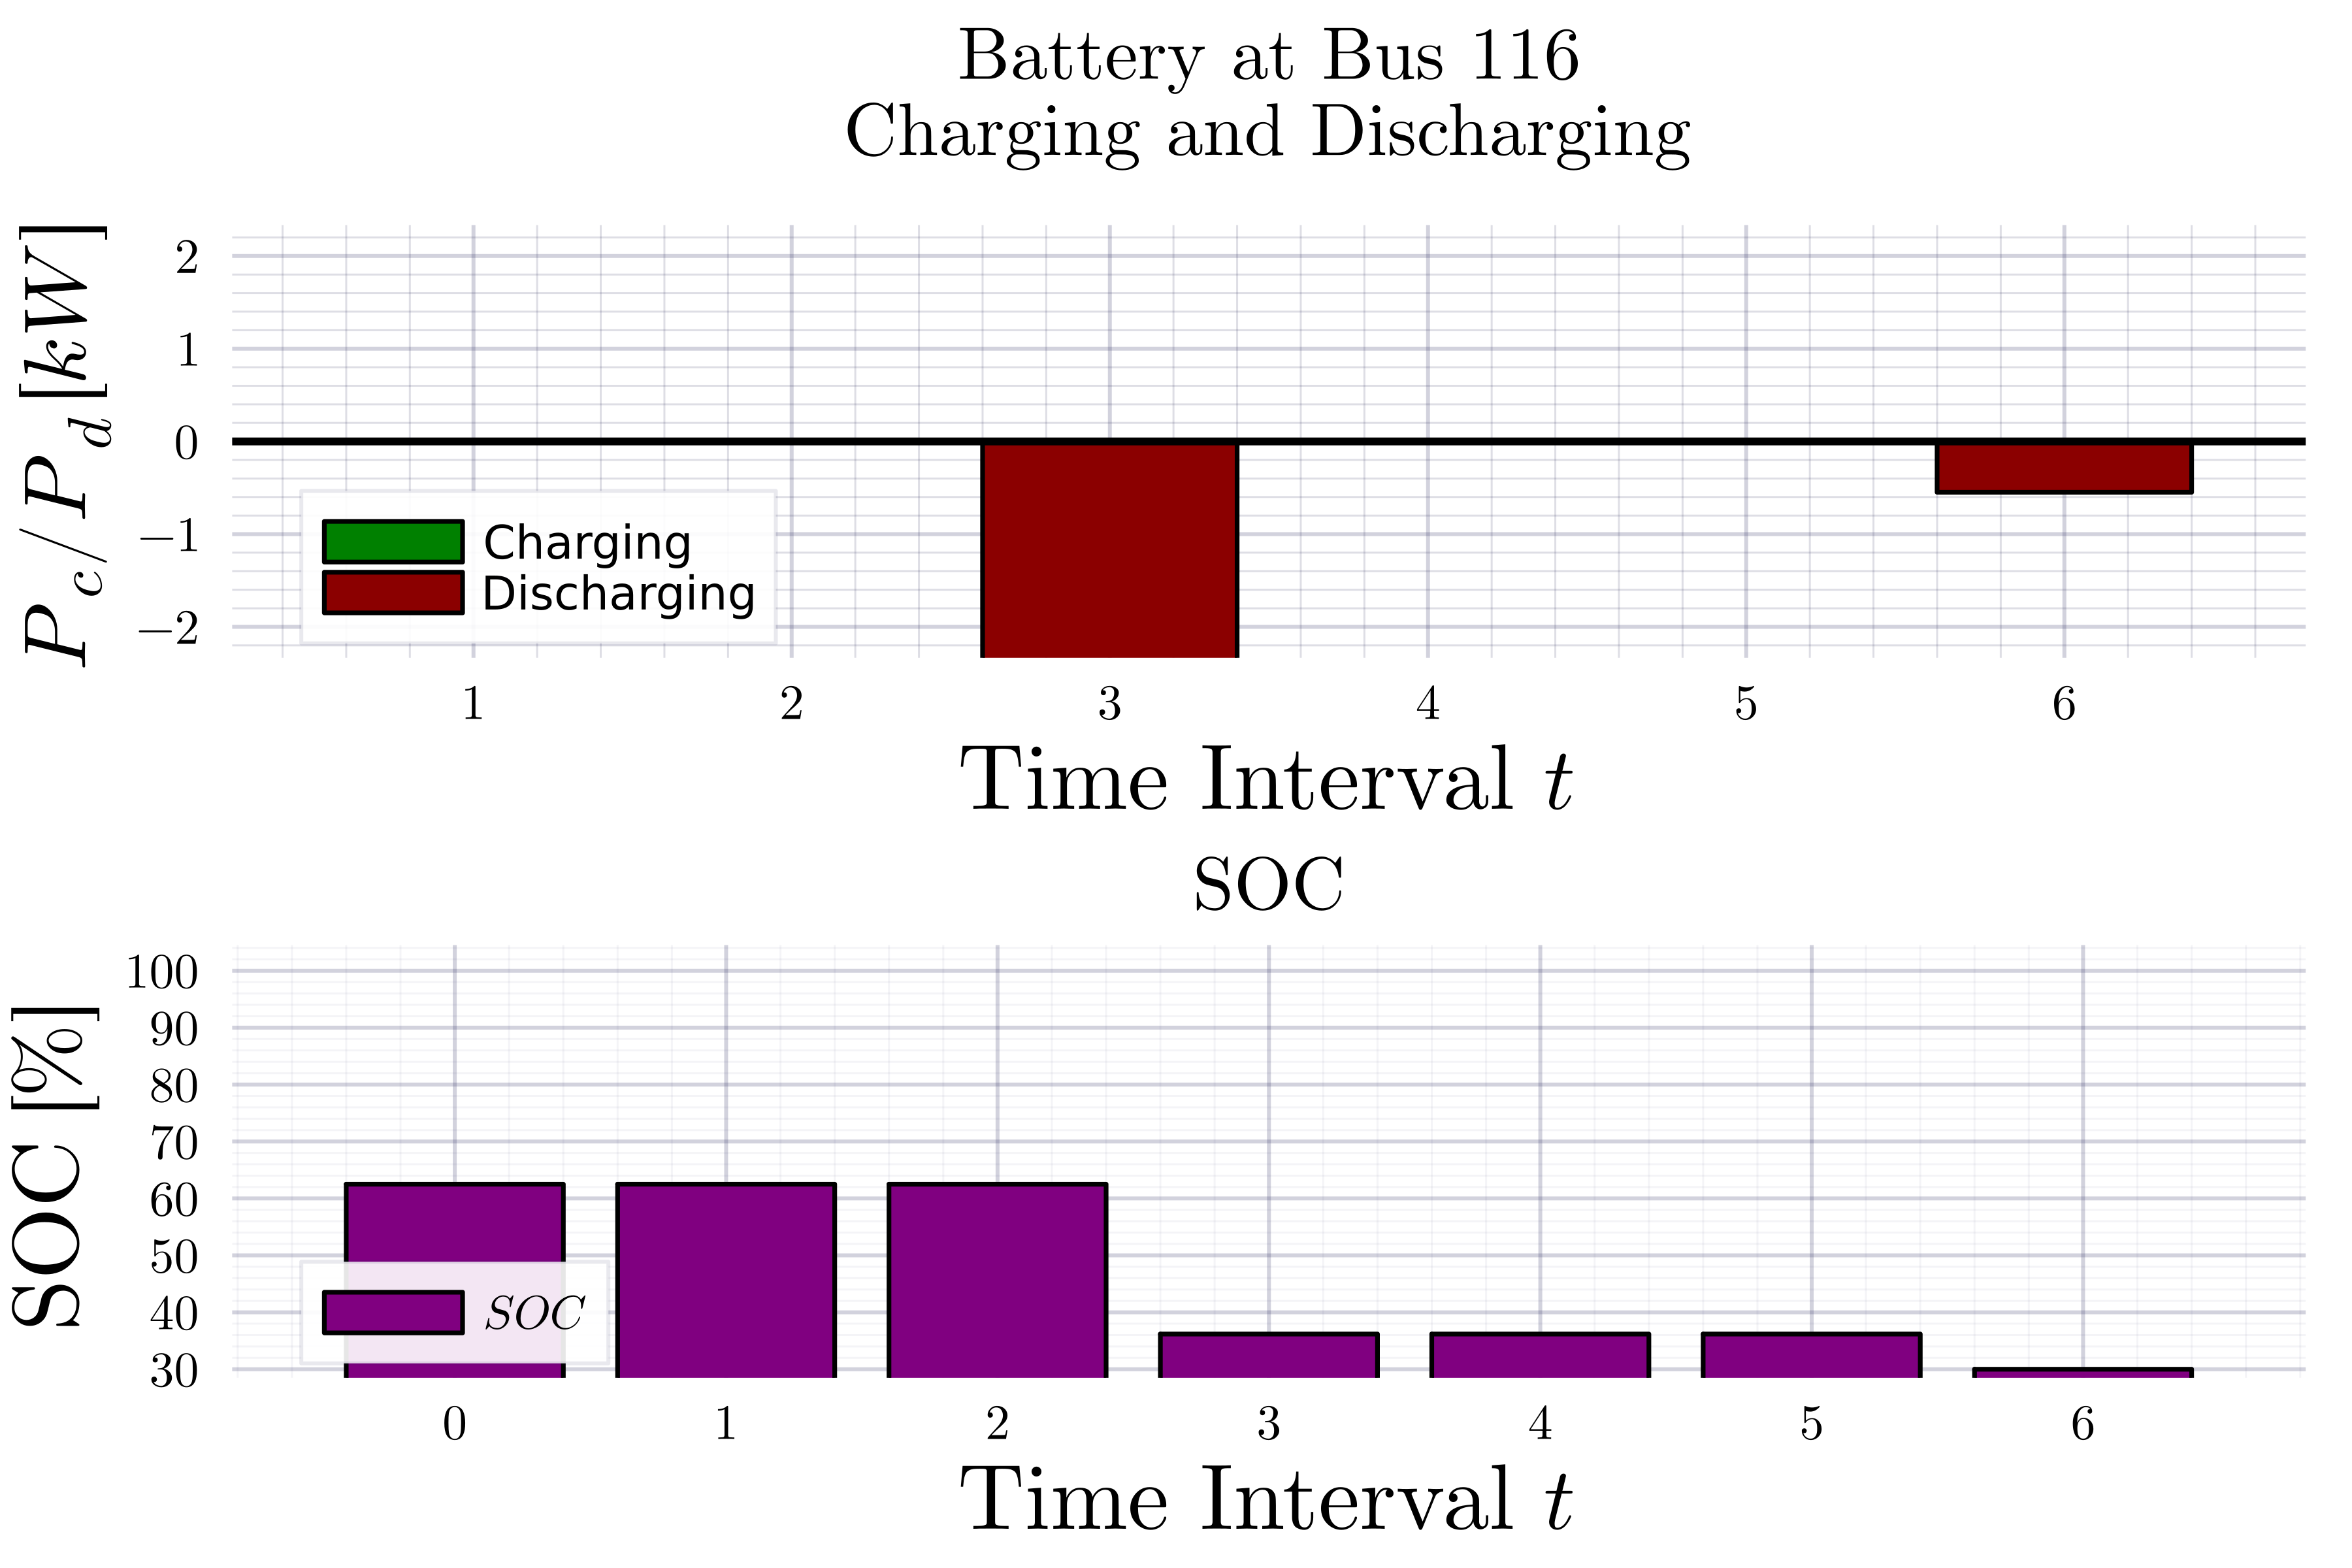 Battery at Bus 116
Charging and Discharging
P_c/P_d [kW]
2
1
0
−1
−2
Charging
Discharging
1 2 3 4 5 6
Time Interval t
SOC
SOC [%]
100
90
80
70
60
50
40
30
SOC
0 1 2 3 4 5 6
Time Interval t